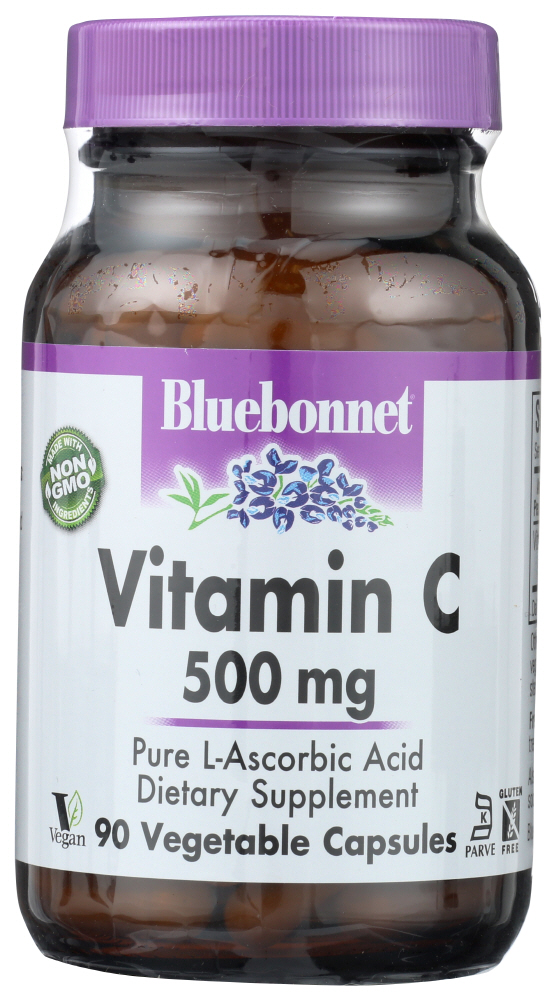 Bluebonnet®
MADE WITH
NON
GMO
INGREDIENTS
Vitamin C
500 mg
Pure L-Ascorbic Acid
Dietary Supplement
Vegan
90 Vegetable Capsules
K
PARVE
GLUTEN
FREE